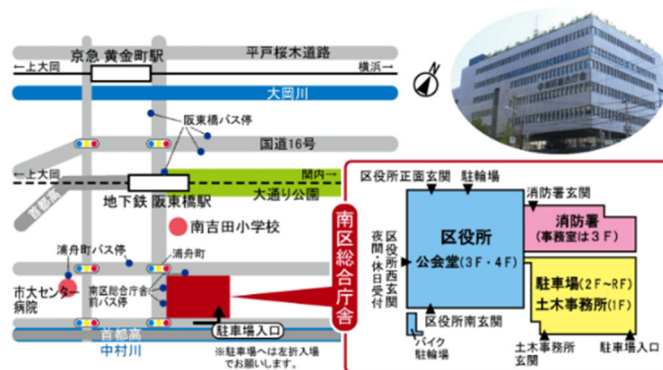 京急 黄金町駅
平戸桜木道路
←上大岡
横浜→
大岡川
阪東橋バス停
国道16号
←上大岡
関内→
首都高
地下鉄 阪東橋駅
大通り公園
南吉田小学校
浦舟町バス停
浦舟町
市大センター
病院
南区総合庁舎
前バス停
首都高
中村川
駐車場入口
※駐車場へは左折入場
でお願いします。
南区総合庁舎
区役所正面玄関
駐輪場
消防署玄関
区役所
公会堂(3F・4F)
消防署
(事務室は3F)
区役所西玄関
夜間・休日受付
駐車場(2F~RF)
土木事務所(1F)
区役所南玄関
バイク
駐輪場
土木事務所
玄関
駐車場入口